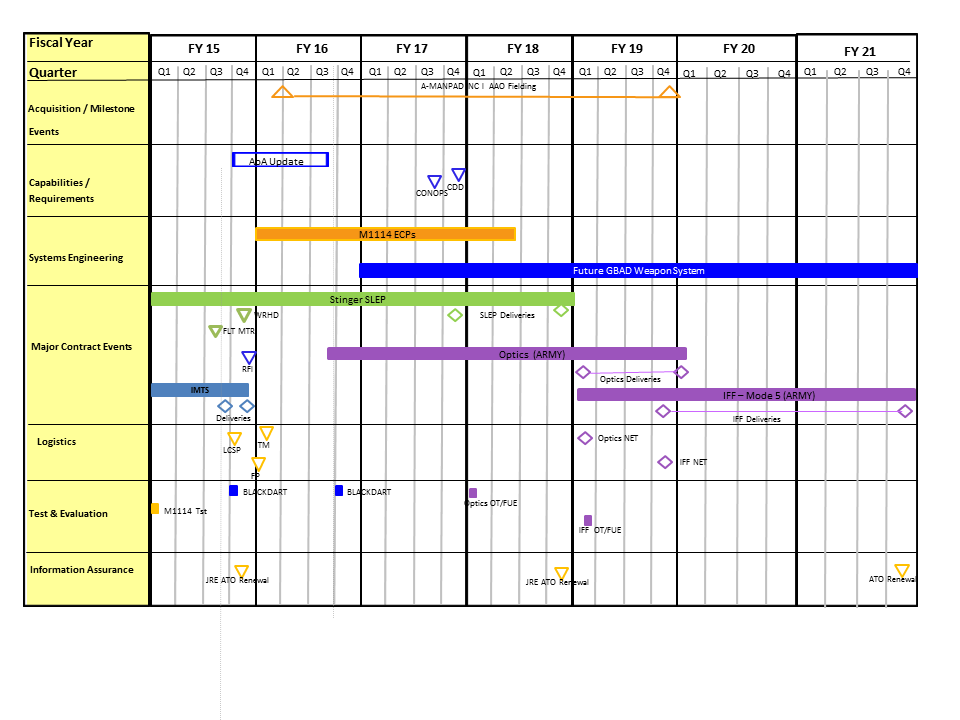 Fiscal Year
FY 15 FY 16 FY 17 FY 18 FY 19 FY 20 FY 21
Quarter
Q1 Q2 Q3 Q4 Q1 Q2 Q3 Q4 Q1 Q2 Q3 Q4 Q1 Q2 Q3 Q4 Q1 Q2 Q3 Q4 Q1 Q2 Q3 Q4 Q1 Q2 Q3 Q4
Acquisition / Milestone
Events
A-MANPAD INC I AAO Fielding
Capabilities /
Requirements
AoA Update
CONOPS
CDD
Systems Engineering
M1114 ECPs
Future GBAD Weapon System
Major Contract Events
Stinger SLEP
WRHD
SLEP Deliveries
FLT MTR
Optics (ARMY)
RFI
Optics Deliveries
IMTS
IFF – Mode 5 (ARMY)
Deliveries
IFF Deliveries
Logistics
LCSP
TM
Optics NET
FP
IFF NET
Test & Evaluation
BLACKDART
BLACKDART
M1114 Tst
Optics OT/FUE
IFF OT/FUE
Information Assurance
JRE ATO Renewal
JRE ATO Renewal
ATO Renewal